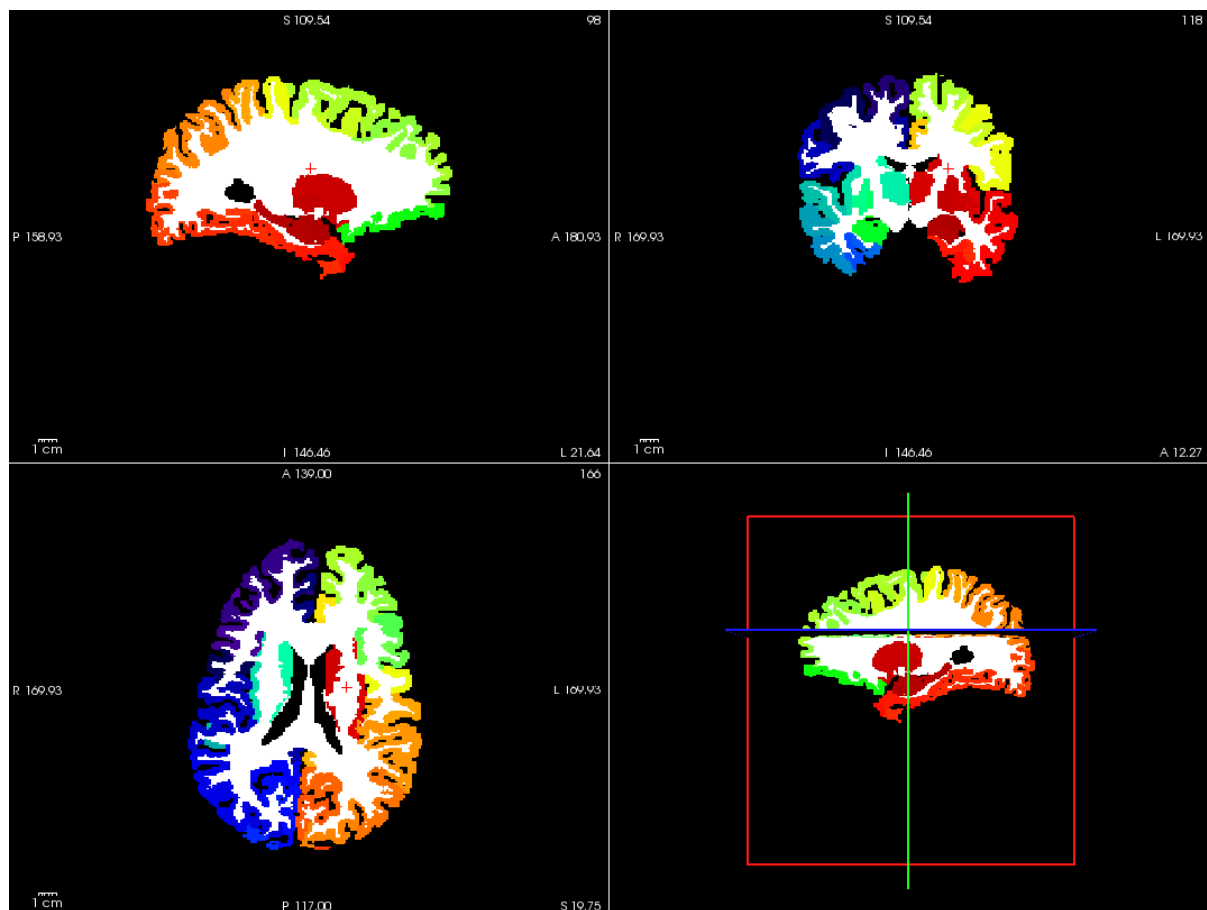 S 109.54
98
P 158.93
A 180.93
1 cm
I 146.46
L 21.64
S 109.54
118
R 169.93
L 169.93
1 cm
I 146.46
A 12.27
A 139.00
166
R 169.93
L 169.93
1 cm
P 117.00
S 19.75